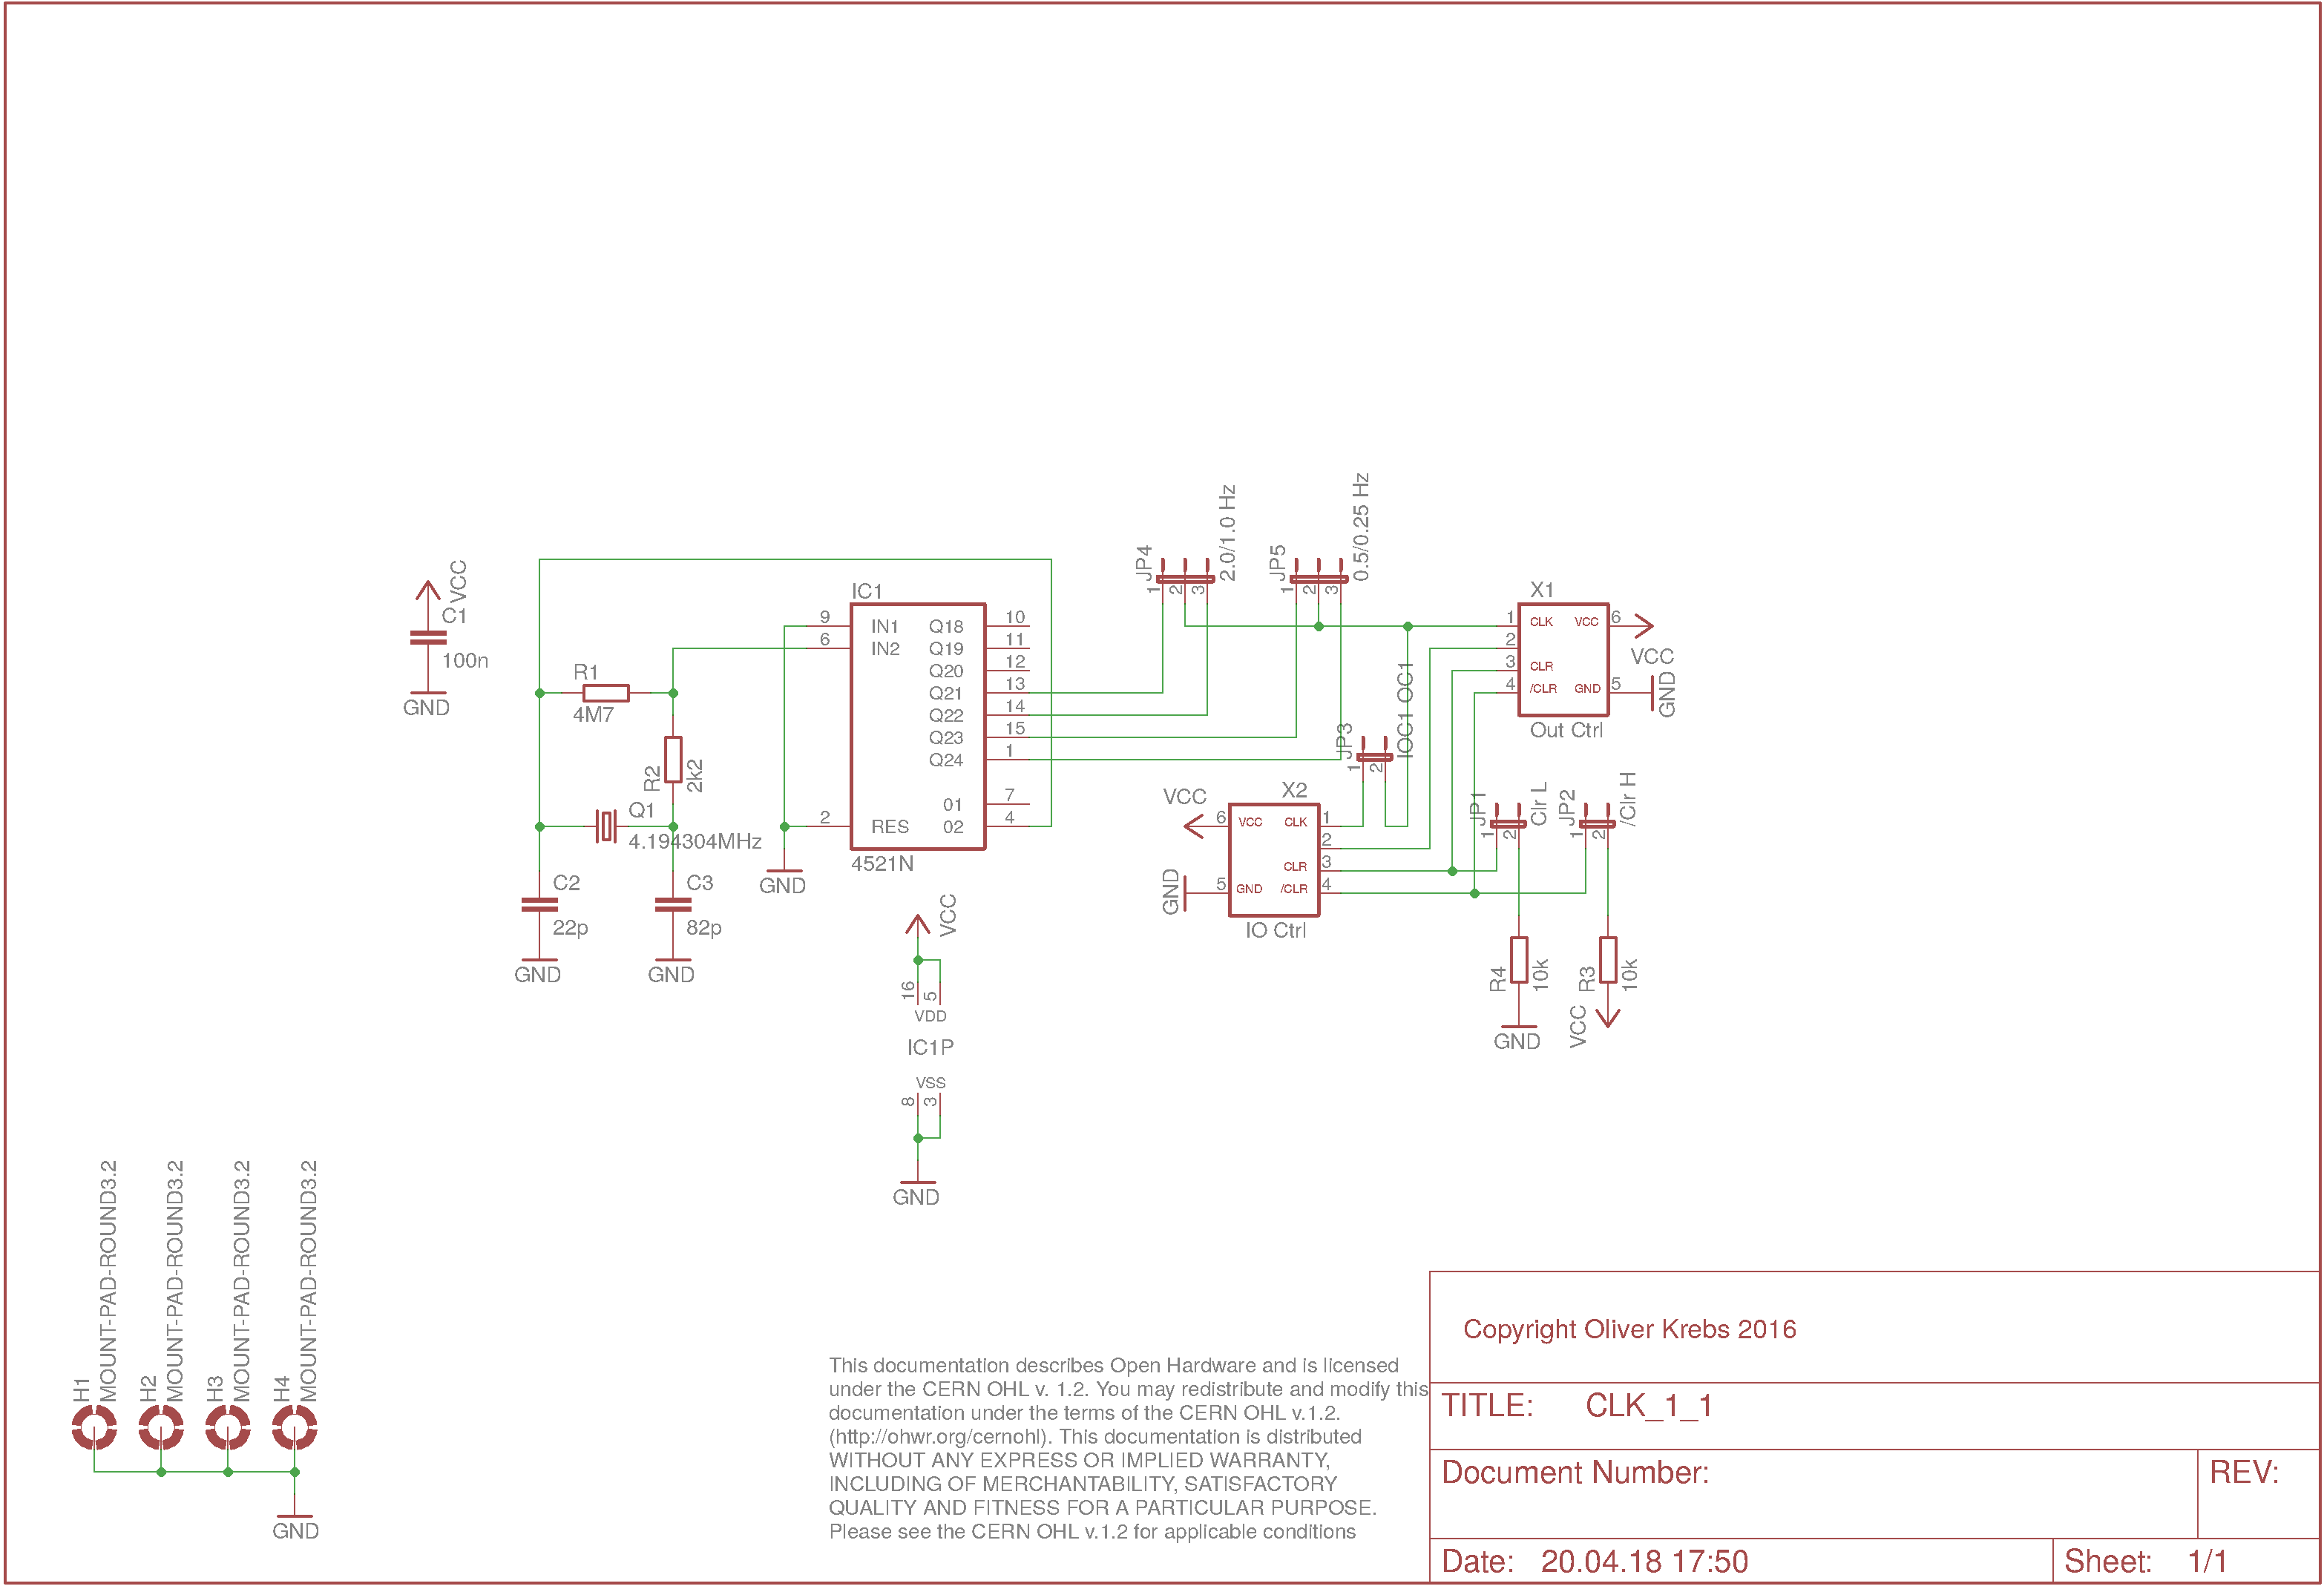 JP4
2.0/1.0 Hz
1
2
3
JP5
0.5/0.25 Hz
1
2
3
VCC
C1
100n
GND
IC1
9
6
2
IN1
IN2
RES
Q18
Q19
Q20
Q21
Q22
Q23
Q24
01
02
10
11
12
13
14
15
1
7
4
4521N
R1
4M7
R2
2k2
Q1
4.194304MHz
C2
22p
GND
C3
82p
GND
GND
X1
1
2
3
4
CLK
CLR
/CLR
VCC
GND
6
5
VCC
GND
Out Ctrl
JP3
IOC1 OC1
1
2
X2
VCC
GND
6
5
VCC
GND
CLK
CLR
/CLR
1
2
3
4
IO Ctrl
JP1
Clr L
1
2
JP2
/Clr H
1
2
R4
10k
GND
R3
10k
VCC
VCC
16
5
VDD
IC1P
VSS
8
3
GND
H1
MOUNT-PAD-ROUND3.2
H2
MOUNT-PAD-ROUND3.2
H3
MOUNT-PAD-ROUND3.2
H4
MOUNT-PAD-ROUND3.2
GND
This documentation describes Open Hardware and is licensed
under the CERN OHL v. 1.2. You may redistribute and modify this
documentation under the terms of the CERN OHL v.1.2.
(http://ohwr.org/cernohl). This documentation is distributed
WITHOUT ANY EXPRESS OR IMPLIED WARRANTY,
INCLUDING OF MERCHANTABILITY, SATISFACTORY
QUALITY AND FITNESS FOR A PARTICULAR PURPOSE.
Please see the CERN OHL v.1.2 for applicable conditions
Copyright Oliver Krebs 2016
TITLE: CLK_1_1
Document Number:
REV:
Date: 20.04.18 17:50
Sheet: 1/1